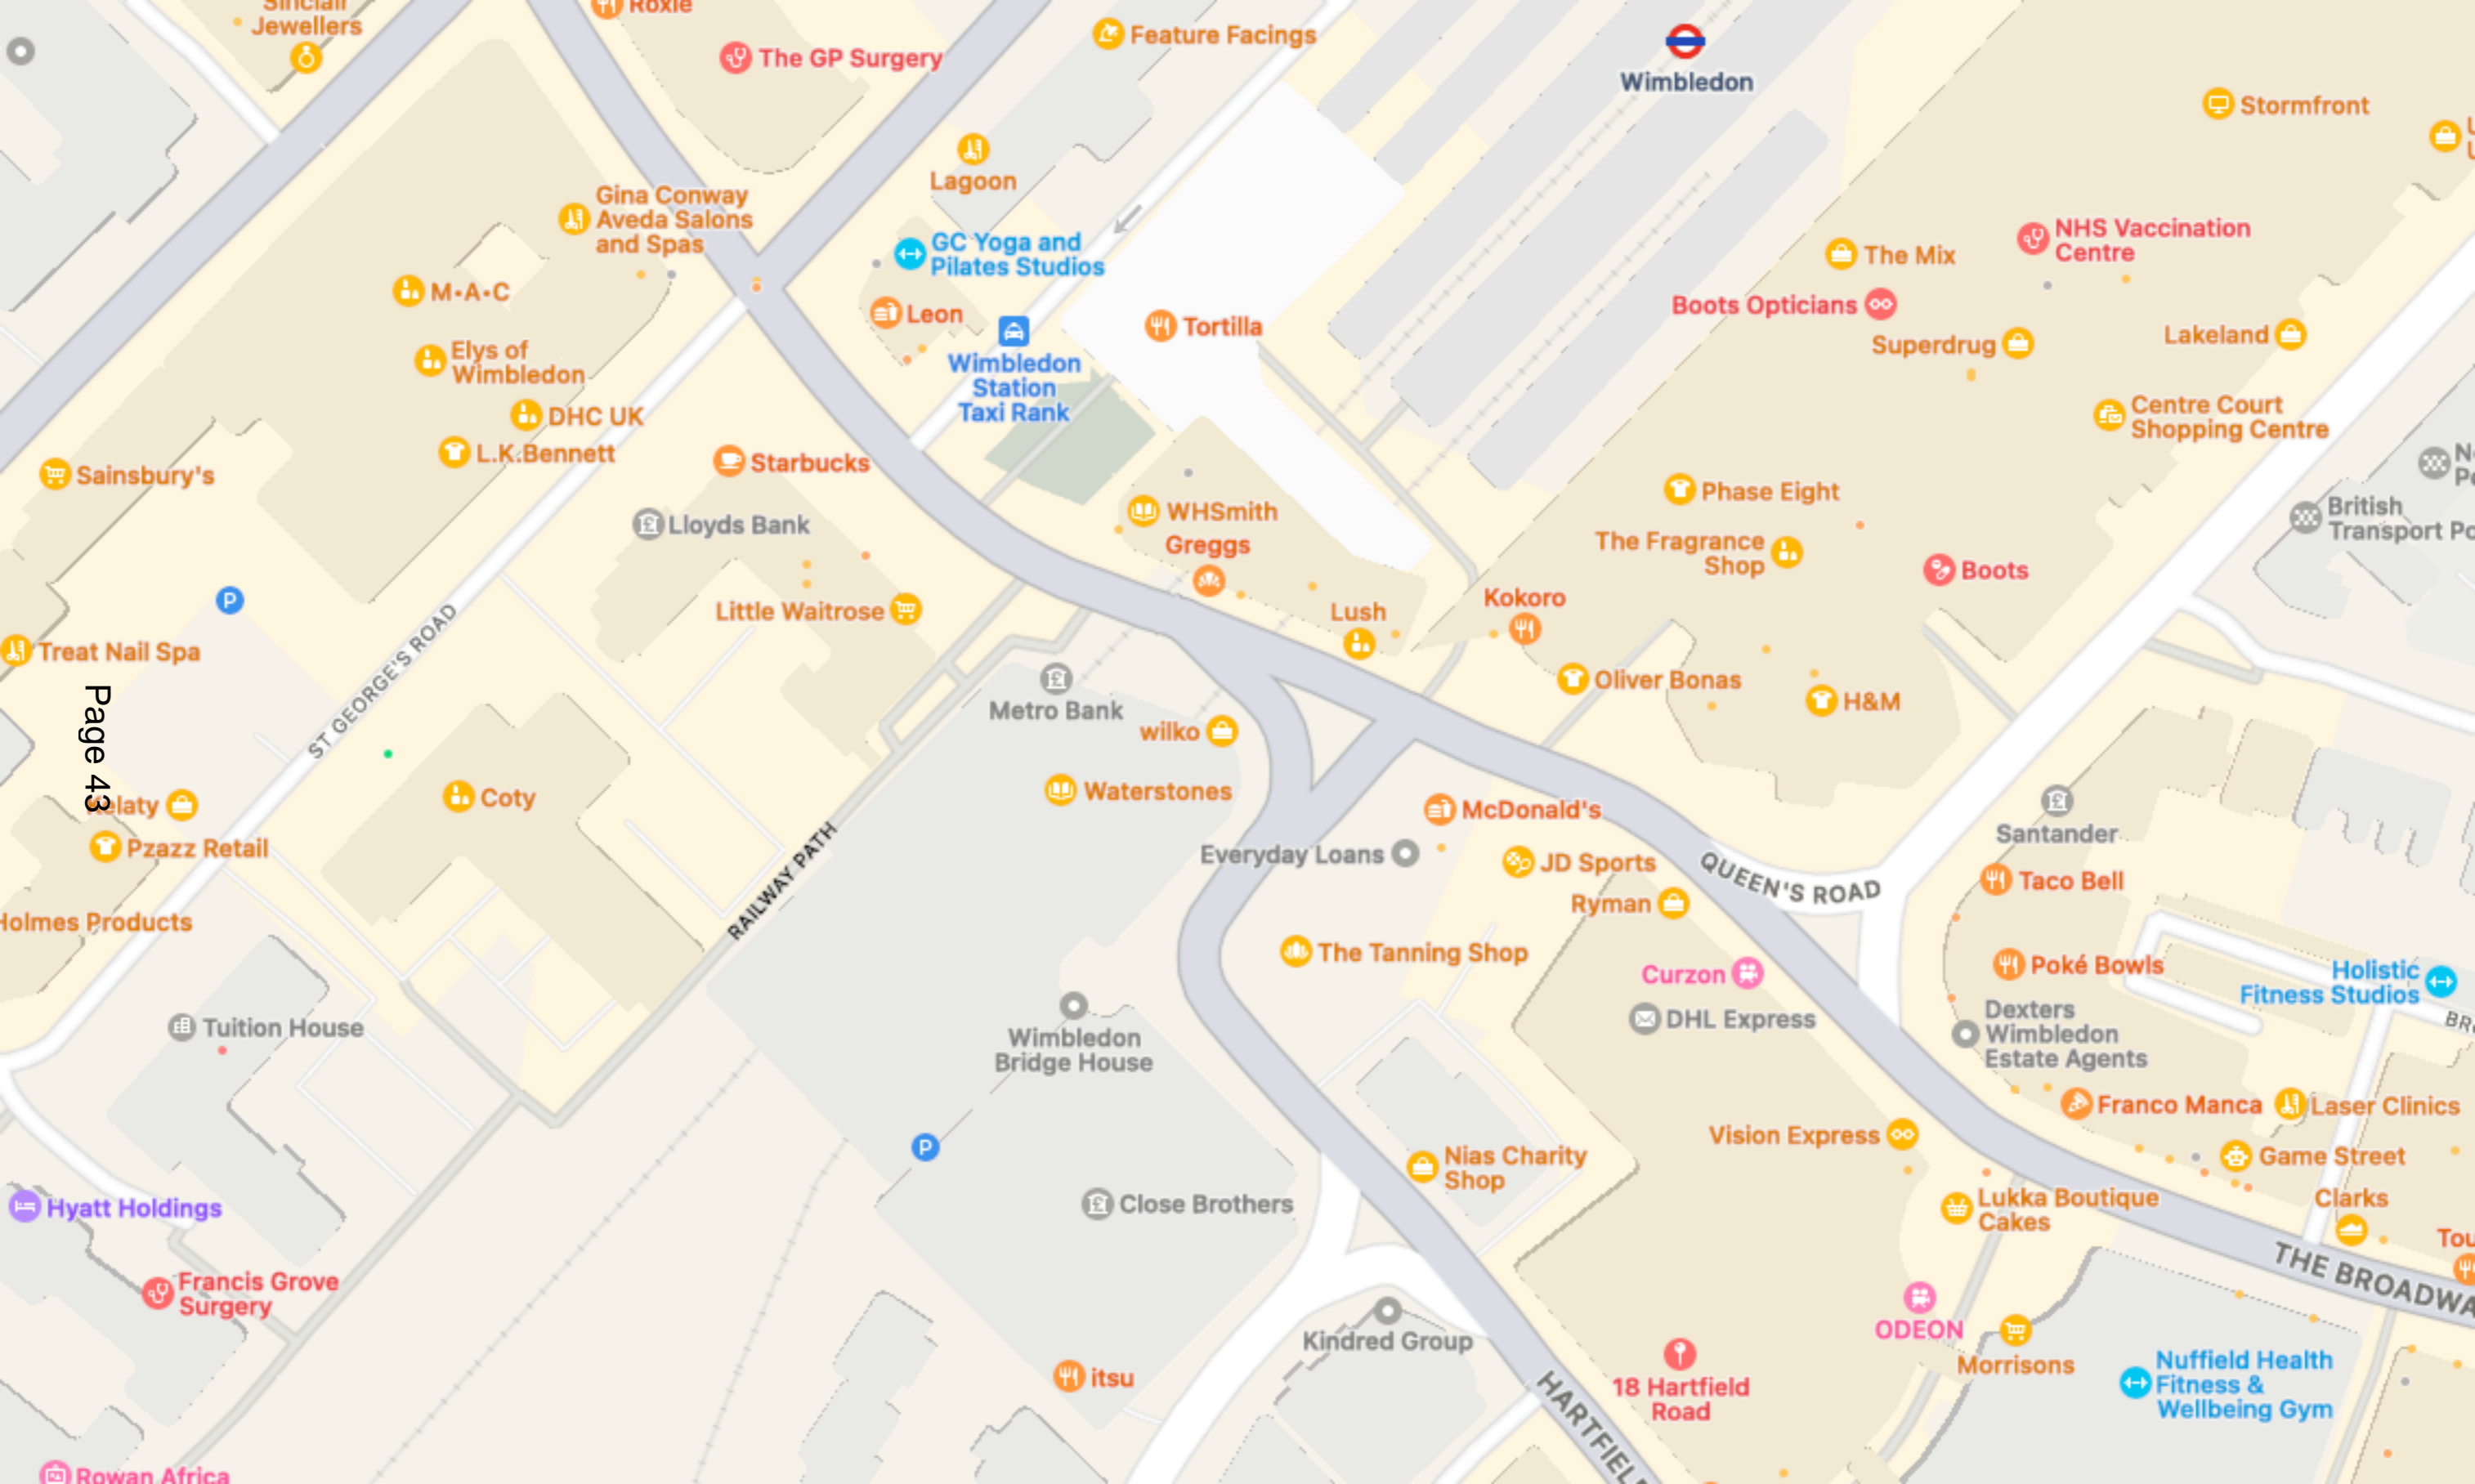 Sinclair
Jewellers
Roxie
The GP Surgery
Feature Facings
Wimbledon
Stormfront
Lagoon
Gina Conway
Aveda Salons
and Spas
GC Yoga and
Pilates Studios
NHS Vaccination
Centre
The Mix
M•A•C
Leon
Tortilla
Boots Opticians
Superdrug
Lakeland
Elys of
Wimbledon
Wimbledon
Station
Taxi Rank
DHC UK
L.K.Bennett
Centre Court
Shopping Centre
Sainsbury's
Starbucks
Lloyds Bank
WHSmith
Greggs
Phase Eight
The Fragrance
Shop
Boots
British
Transport Po
Little Waitrose
Lush
Kokoro
Treat Nail Spa
ST GEORGE'S ROAD
Metro Bank
wilko
Oliver Bonas
H&M
Page 43
Pzazz Retail
Coty
Waterstones
McDonald's
Everyday Loans
JD Sports
Ryman
QUEEN'S ROAD
Santander
Taco Bell
RAILWAY PATH
Holmes Products
The Tanning Shop
Curzon
DHL Express
Poké Bowls
Holistic
Fitness Studios
Dexters
Wimbledon
Estate Agents
Tuition House
Wimbledon
Bridge House
Franco Manca
Laser Clinics
Vision Express
Game Street
Nias Charity
Shop
Close Brothers
Lukka Boutique
Cakes
Clarks
Hyatt Holdings
THE BROADWA
Francis Grove
Surgery
Kindred Group
ODEON
Morrisons
itsu
18 Hartfield
Road
Nuffield Health
Fitness &
Wellbeing Gym
HARTFIEL
Rowan Africa